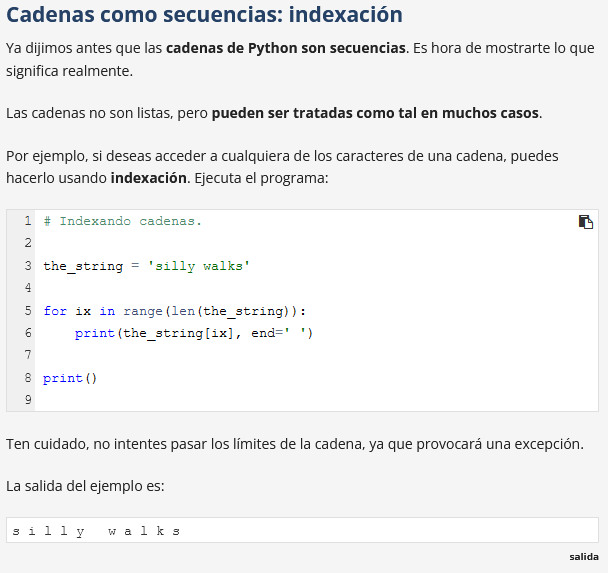 Cadenas como secuencias: indexación
Ya dijimos antes que las cadenas de Python son secuencias. Es hora de mostrarte lo que
significa realmente.
Las cadenas no son listas, pero pueden ser tratadas como tal en muchos casos.
Por ejemplo, si deseas acceder a cualquiera de los caracteres de una cadena, puedes
hacerlo usando indexación. Ejecuta el programa:
1 # Indexando cadenas.
2
3 the_string = 'silly walks'
4
5 for ix in range(len(the_string)):
6     print(the_string[ix], end=' ')
7
8 print()
9
Ten cuidado, no intentes pasar los límites de la cadena, ya que provocará una excepción.
La salida del ejemplo es:
s i l l y   w a l k s
salida